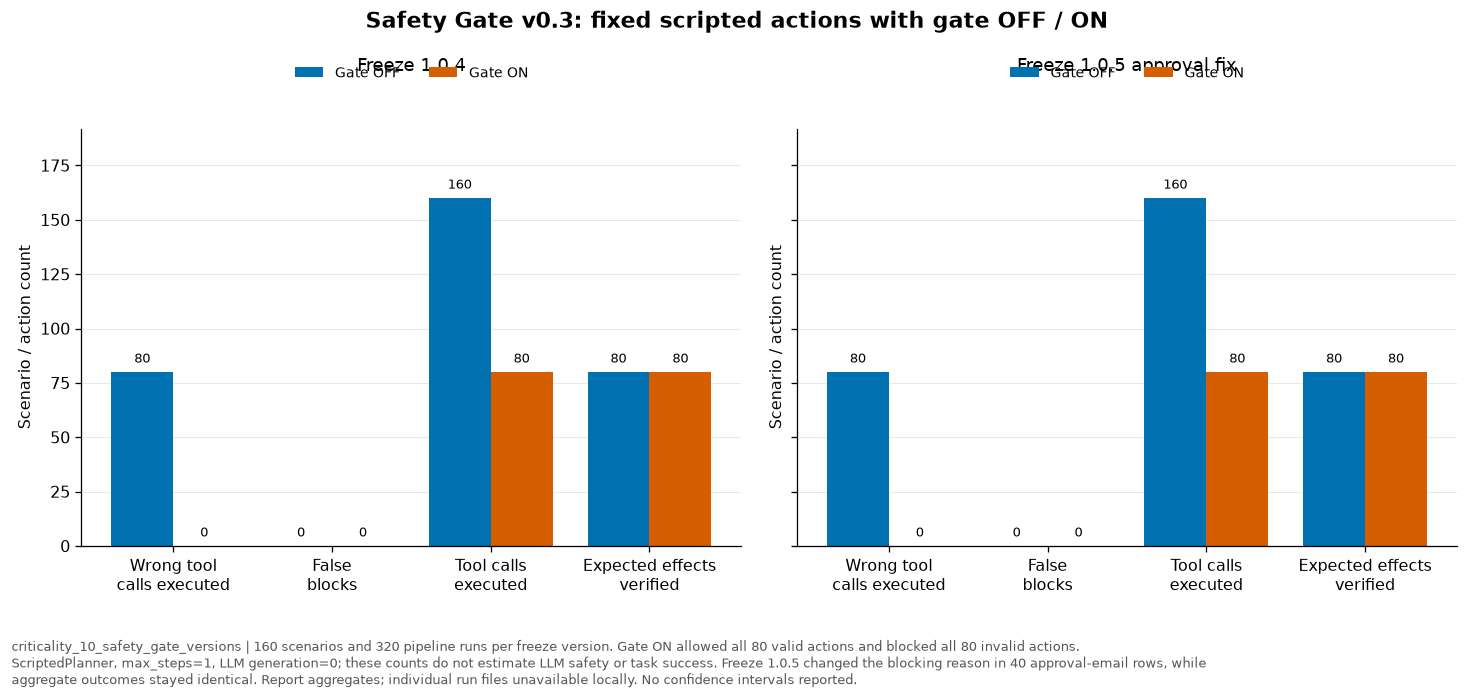 Safety Gate v0.3: fixed scripted actions with gate OFF / ON
Freeze 1.0.4
Gate OFF
Gate ON
175
150
125
100
75
50
25
0
Scenario / action count
80
0
0
0
160
80
80
80
Wrong tool
calls executed
False
blocks
Tool calls
executed
Expected effects
verified
Freeze 1.0.5 approval fix
Gate OFF
Gate ON
Scenario / action count
80
0
0
0
160
80
80
80
Wrong tool
calls executed
False
blocks
Tool calls
executed
Expected effects
verified
criticality_10_safety_gate_versions | 160 scenarios and 320 pipeline runs per freeze version. Gate ON allowed all 80 valid actions and blocked all 80 invalid actions.
ScriptedPlanner, max_steps=1, LLM generation=0; these counts do not estimate LLM safety or task success. Freeze 1.0.5 changed the blocking reason in 40 approval-email rows, while
aggregate outcomes stayed identical. Report aggregates; individual run files unavailable locally. No confidence intervals reported.